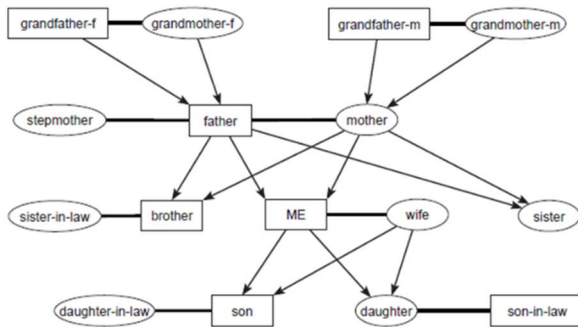 grandfather-f
grandmother-f
grandfather-m
grandmother-m
stepmother
father
mother
sister-in-law
brother
ME
wife
sister
daughter-in-law
son
daughter
son-in-law